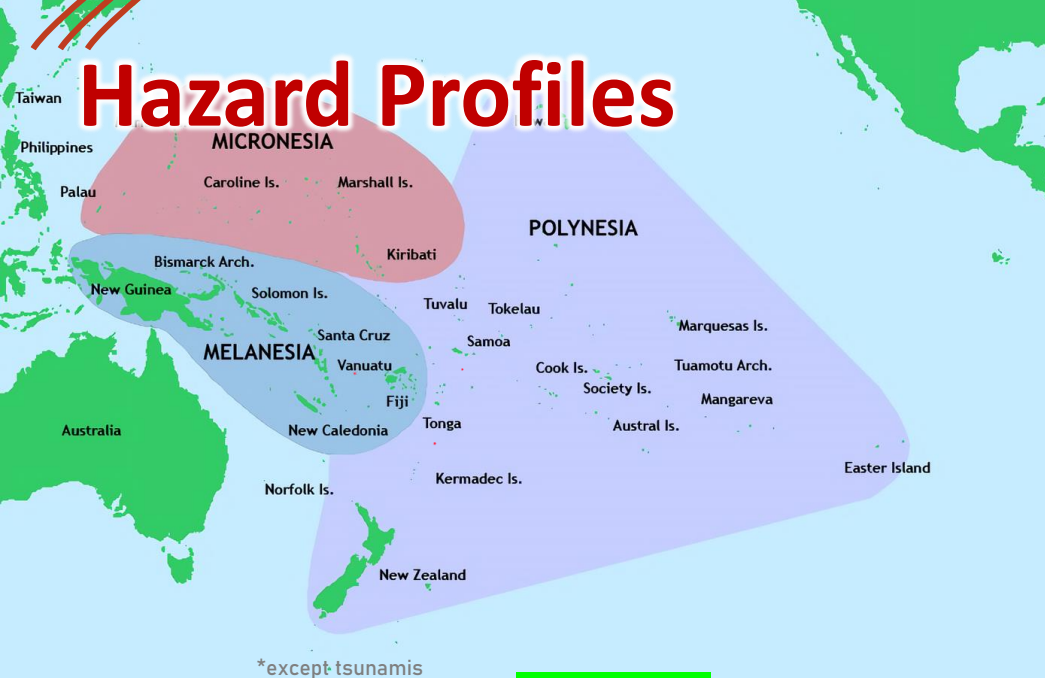 Hazard Profiles
Taiwan
MICRONESIA
Philippines
Caroline Is.
Marshall Is.
Palau
POLYNESIA
Kiribati
Bismarck Arch.
New Guinea
Solomon Is.
Tuvalu
Tokelau
Marquesas Is.
Santa Cruz
Samoa
MELANESIA
Vanuatu
Cook Is.
Tuamotu Arch.
Society Is.
Fiji
Mangareva
Tonga
Austral Is.
Australia
New Caledonia
Easter Island
Kermadec Is.
Norfolk Is.
New Zealand
*except tsunamis